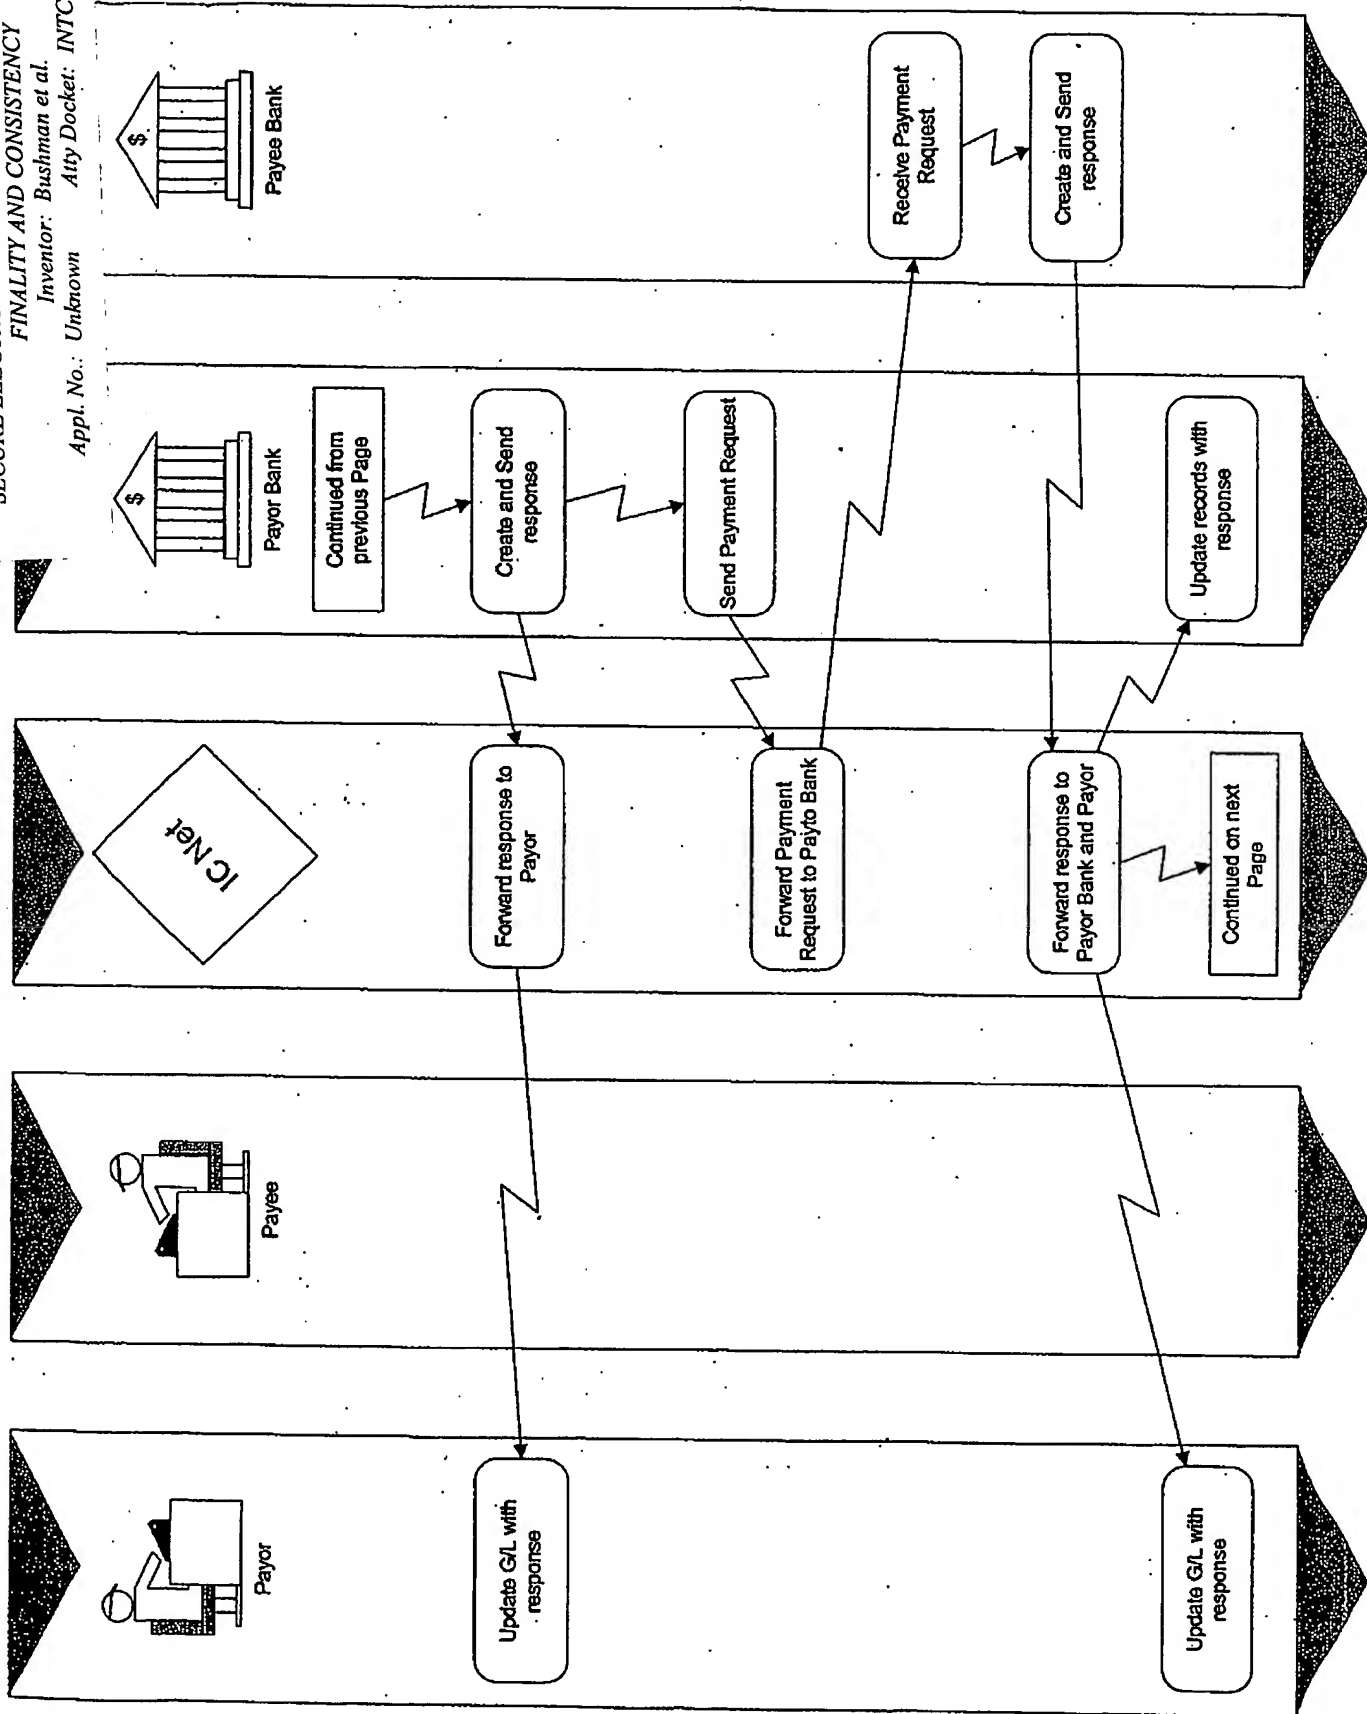 FINALITY AND CONSISTENCY
Inventor: Bushman et al.
Appl. No.: Unknown Atty Docket: INTC
Payor
Payee
IC Net
Payor Bank
Payee Bank
Continued from
previous Page
Update G/L with
response
Forward response to
Payor
Create and Send
response
Send Payment Request
Forward Payment
Request to Payto Bank
Receive Payment
Request
Create and Send
response
Forward response to
Payor Bank and Payor
Update G/L with
response
Update records with
response
Continued on next
Page
$
$